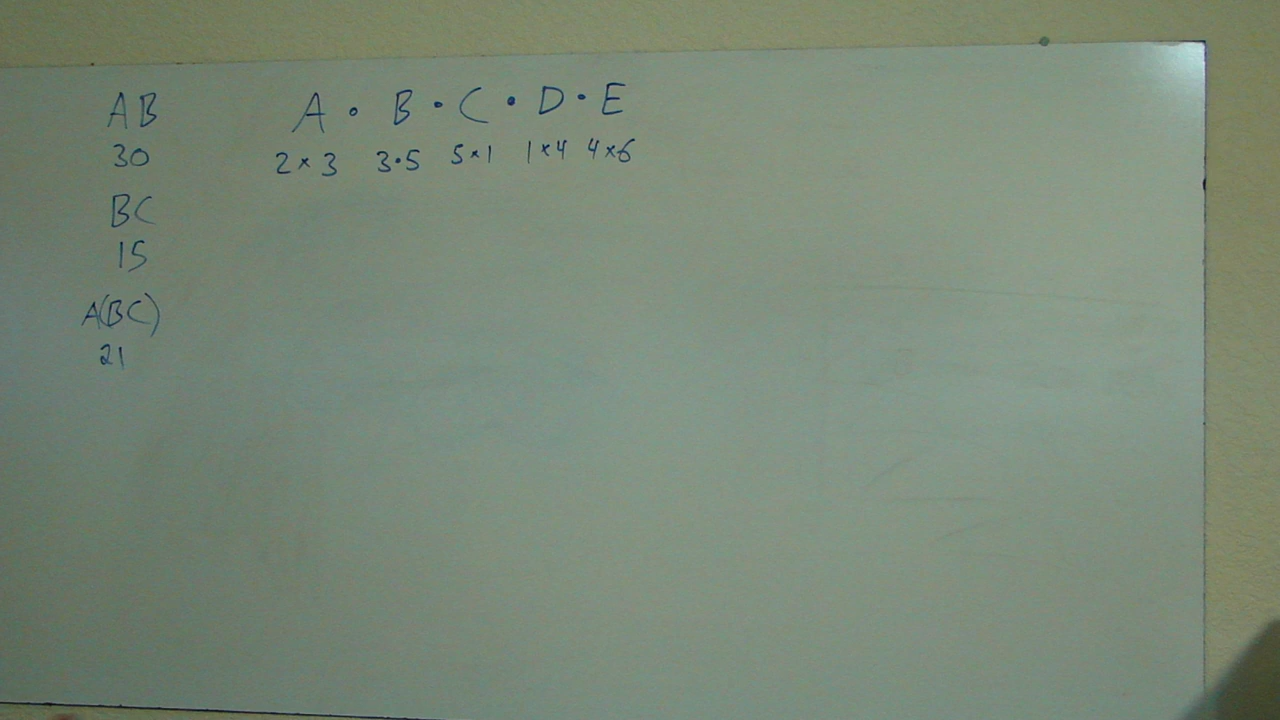 AB
30
BC
15
A(BC)
21
A • B • C • D • E
2×3 3•5 5×1 1×4 4×6